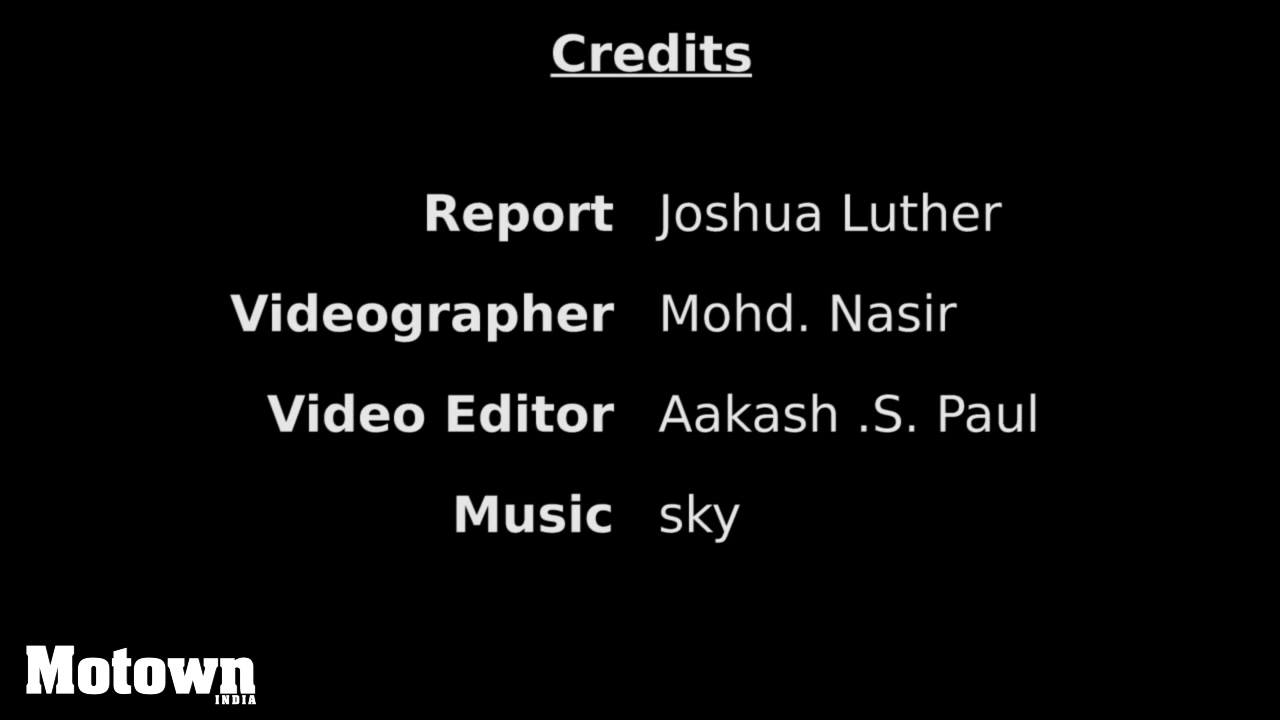 Credits
Report Joshua Luther
Videographer Mohd. Nasir
Video Editor Aakash .S. Paul
Music sky
Motown
INDIA